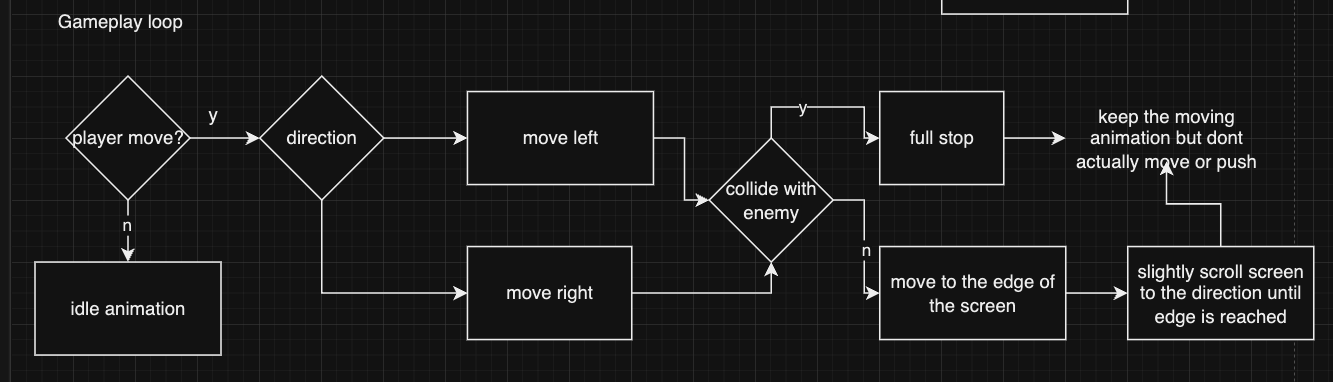 Gameplay loop
player move?
y
n
idle animation
direction
move left
move right
collide with
enemy
y
n
full stop
keep the moving
animation but dont
actually move or push
move to the edge of
the screen
slightly scroll screen
to the direction until
edge is reached